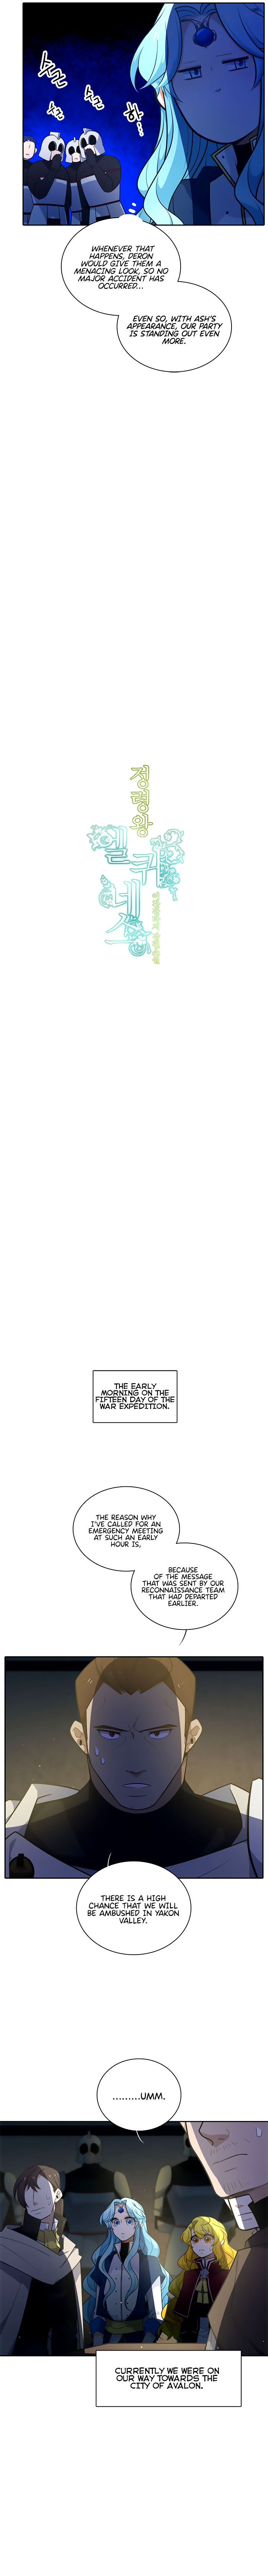 수군
수군
수군
하…
WHENEVER THAT
HAPPENS, DERON
WOULD GIVE THEM A
MENACING LOOK, SO NO
MAJOR ACCIDENT HAS
OCCURRED...
EVEN SO, WITH ASH'S
APPEARANCE, OUR PARTY
IS STANDING OUT EVEN
MORE.
정령왕
엘퀴네스
THE EARLY
MORNING ON THE
FIFTEEN DAY OF THE
WAR EXPEDITION.
THE REASON WHY
I'VE CALLED FOR AN
EMERGENCY MEETING
AT SUCH AN EARLY
HOUR IS,
BECAUSE
OF THE MESSAGE
THAT WAS SENT BY OUR
RECONNAISSANCE TEAM
THAT HAD DEPARTED
EARLIER.
THERE IS A HIGH
CHANCE THAT WE WILL
BE AMBUSHED IN YAKON
VALLEY.
.........UMM.
CURRENTLY WE WERE ON
OUR WAY TOWARDS THE
CITY OF AVALON.